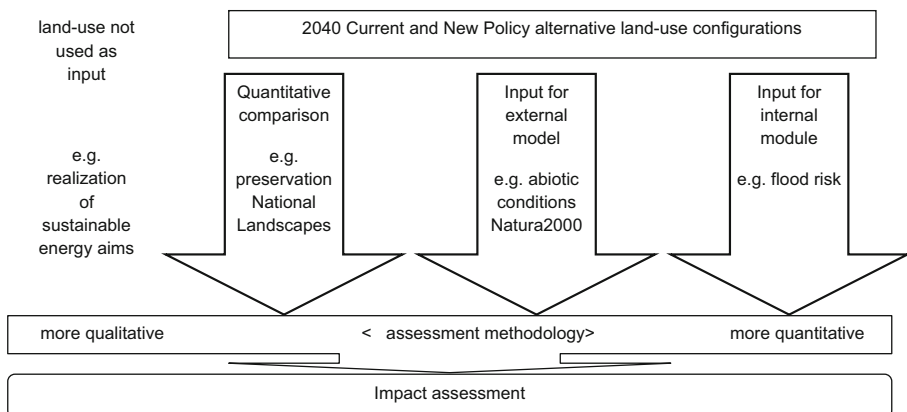 land-use not
used as
input
e.g.
realization
of
sustainable
energy aims
2040 Current and New Policy alternative land-use configurations
Quantitative
comparison
e.g.
preservation
National
Landscapes
Input for
external
model
e.g. abiotic
conditions
Natura2000
Input for
internal
module
e.g. flood risk
more qualitative < assessment methodology> more quantitative
Impact assessment